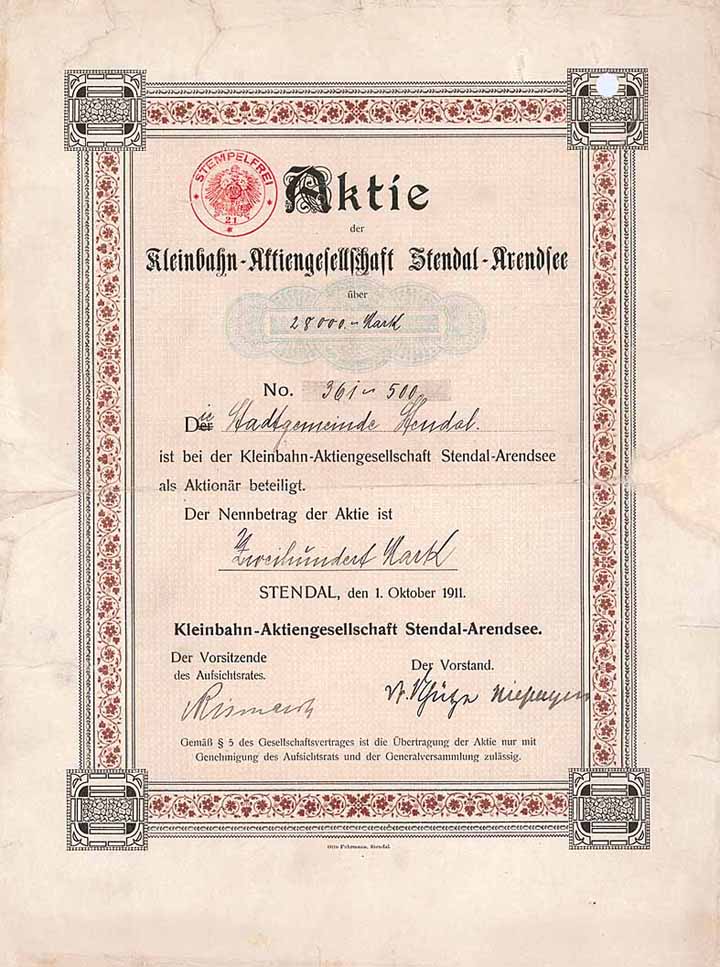 STEMPELFREI
21
Aktie
der
Kleinbahn-Aktiengesellschaft Stendal-Arendsee
über
28000.- Mark
No. 361 - 500
Die Stadtgemeinde Stendal.
ist bei der Kleinbahn-Aktiengesellschaft Stendal-Arendsee
als Aktionär beteiligt.
Der Nennbetrag der Aktie ist
Zweihundert Mark
STENDAL, den 1. Oktober 1911.
Kleinbahn-Aktiengesellschaft Stendal-Arendsee.
Der Vorsitzende
des Aufsichtsrates.
Der Vorstand.
Bismarck
Gemäß § 5 des Gesellschaftsvertrages ist die Übertragung der Aktie nur mit
Genehmigung des Aufsichtsrats und der Generalversammlung zulässig.
Otto Fuhrmann, Stendal.